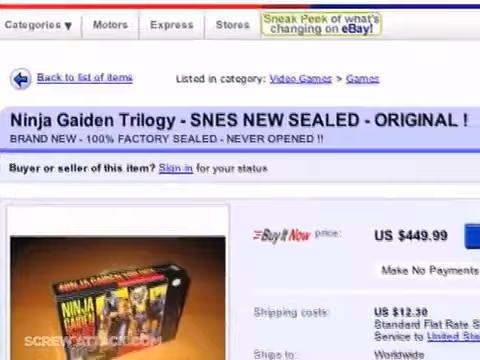 Categories ▼ Motors Express Stores Sneak Peek of what's
changing on eBay!
Back to list of items Listed in category: Video Games > Games
Ninja Gaiden Trilogy - SNES NEW SEALED - ORIGINAL !
BRAND NEW - 100% FACTORY SEALED - NEVER OPENED !!
Buyer or seller of this item? Sign in for your status
Buy It Now price: US $449.99
Make No Payments
Shipping costs: US $12.30
Standard Flat Rate S
Service to United Sta
Ships to: Worldwide
NINJA
GAIDEN
SCREWATTACK.COM